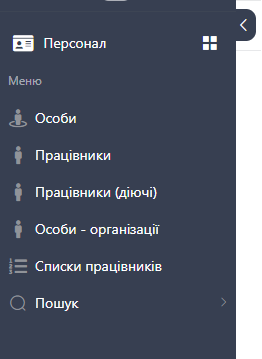 Персонал
Меню
Особи
Працівники
Працівники (діючі)
Особи - організації
Списки працівників
Пошук